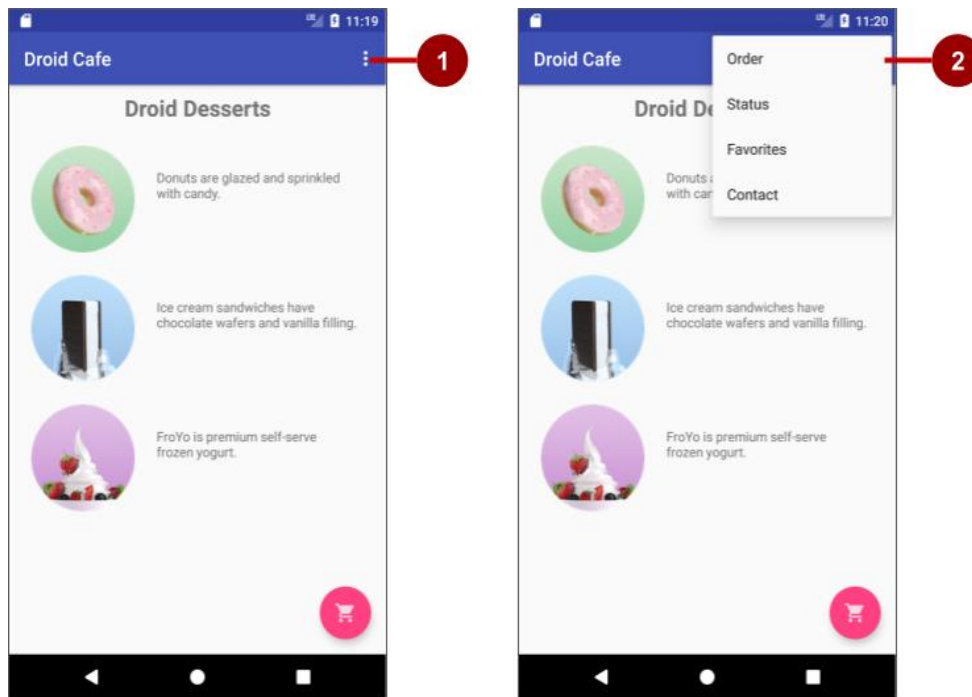 LTE 11:19
Droid Cafe
1
Droid Desserts
Donuts are glazed and sprinkled
with candy.
Ice cream sandwiches have
chocolate wafers and vanilla filling.
FroYo is premium self-serve
frozen yogurt.
LTE 11:20
Droid Cafe
Order
2
Status
Favorites
Contact
Droid De
Donuts
with car
Ice cream sandwiches have
chocolate wafers and vanilla filling.
FroYo is premium self-serve
frozen yogurt.